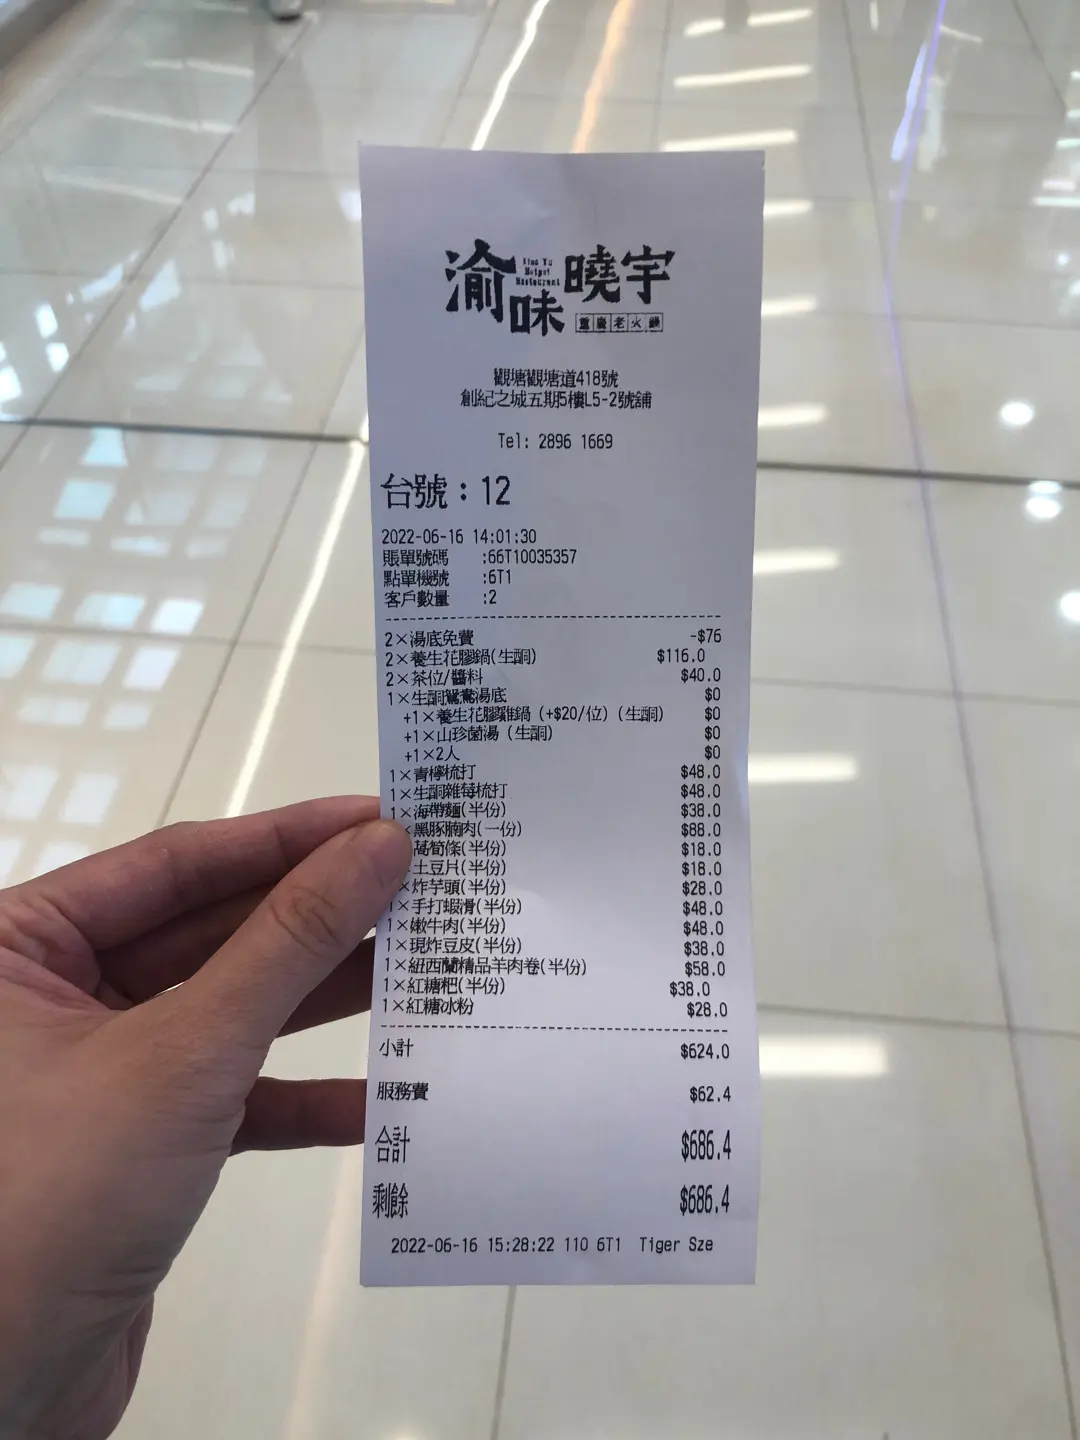 渝味曉宇
Xiao Yu
Hotpot
Restaurant
重慶老火鍋
觀塘觀塘道418號
創紀之城五期5樓L5-2號舖
Tel: 2896 1669
台號：12
2022-06-16 14:01:30
賬單號碼 :66T10035357
點單機號 :6T1
客戶數量 :2
2×湯底免費 -$76
2×養生花膠鍋(生酮) $116.0
2×茶位/醬料 $40.0
1×生酮鴛鴦湯底 $0
+1×養生花膠雞鍋 (+$20/位) (生酮) $0
+1×山珍菌湯 (生酮) $0
+1×2人 $0
1×青檸梳打 $48.0
1×生酮雜莓梳打 $48.0
1×海帶麵(半份) $38.0
×黑豚腩肉(一份) $88.0
萵筍條(半份) $18.0
土豆片(半份) $18.0
×炸芋頭(半份) $28.0
1×手打蝦滑(半份) $48.0
1×嫩牛肉(半份) $48.0
1×現炸豆皮(半份) $38.0
1×紐西蘭精品羊肉卷(半份) $58.0
1×紅糖粑(半份) $38.0
1×紅糖冰粉 $28.0
小計 $624.0
服務費 $62.4
合計 $686.4
剩餘 $686.4
2022-06-16 15:28:22 110 6T1 Tiger Sze